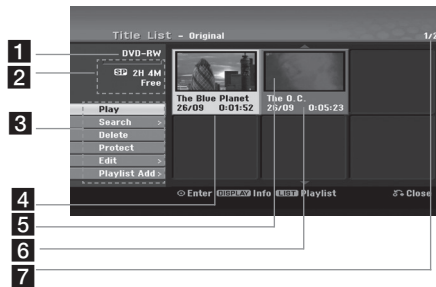 Title List - Original
1/2
1
DVD-RW
2
SP 2H 4M
Free
The Blue Planet
26/09 0:01:52
The O.C.
26/09 0:05:23
3
Play
Search >
Delete
Protect
Edit >
Playlist Add >
4
Enter DISPLAY Info LIST Playlist
Close
5
6
7